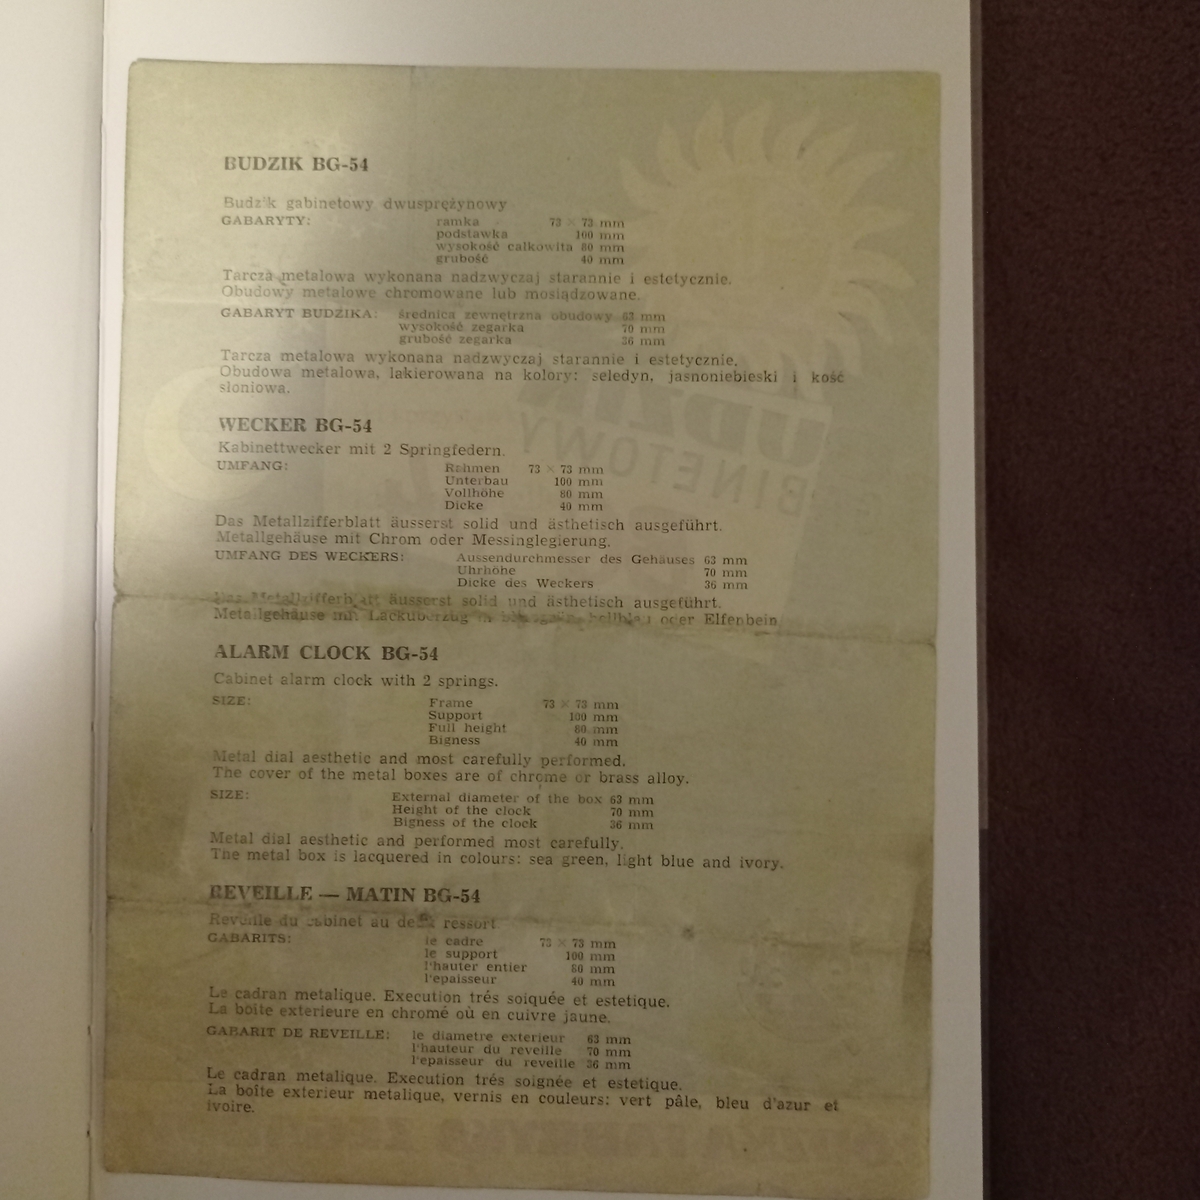 BUDZIK BG-54
Budzik gabinetowy dwusprężynowy
GABARYTY: ramka 73 × 73 mm
podstawka 100 mm
wysokość całkowita 80 mm
grubość 40 mm
Tarcza metalowa wykonana nadzwyczaj starannie i estetycznie.
Obudowy metalowe chromowane lub mosiądzowane.
GABARYT BUDZIKA: średnica zewnętrzna obudowy 63 mm
wysokość zegarka 70 mm
grubość zegarka 36 mm
Tarcza metalowa wykonana nadzwyczaj starannie i estetycznie.
Obudowa metalowa, lakierowana na kolory: seledyn, jasnoniebieski i kość
słoniowa.
WECKER BG-54
Kabinettwecker mit 2 Springfedern.
UMFANG: Rahmen 73 × 73 mm
Unterbau 100 mm
Vollhöhe 80 mm
Dicke 40 mm
Das Metallzifferblatt äusserst solid und ästhetisch ausgeführt.
Metallgehäuse mit Chrom oder Messinglegierung.
UMFANG DES WECKERS: Aussendurchmesser des Gehäuses 63 mm
Uhrhöhe 70 mm
Dicke des Weckers 36 mm
Das Metallzifferblatt äusserst solid und ästhetisch ausgeführt.
Metallgehäuse mit Lacküberzug in hellblau oder Elfenbein
ALARM CLOCK BG-54
Cabinet alarm clock with 2 springs.
SIZE: Frame 73 × 73 mm
Support 100 mm
Full height 80 mm
Bigness 40 mm
Metal dial aesthetic and most carefully performed.
The cover of the metal boxes are of chrome or brass alloy.
SIZE: External diameter of the box 63 mm
Height of the clock 70 mm
Bigness of the clock 36 mm
Metal dial aesthetic and performed most carefully.
The metal box is lacquered in colours: sea green, light blue and ivory.
REVEILLE — MATIN BG-54
Reveille du cabinet au deux ressort.
GABARITS: le cadre 73 × 73 mm
le support 100 mm
l'hauter entier 80 mm
l'epaisseur 40 mm
Le cadran metalique. Execution trés soiquée et estetique.
La boîte exterieure en chromé où en cuivre jaune.
GABARIT DE REVEILLE: le diametre exterieur 63 mm
l'hauteur du reveille 70 mm
l'epaisseur du reveille 36 mm
Le cadran metalique. Execution trés soignée et estetique.
La boîte exterieur metalique, vernis en couleurs: vert pâle, bleu d'azur et
ivoire.